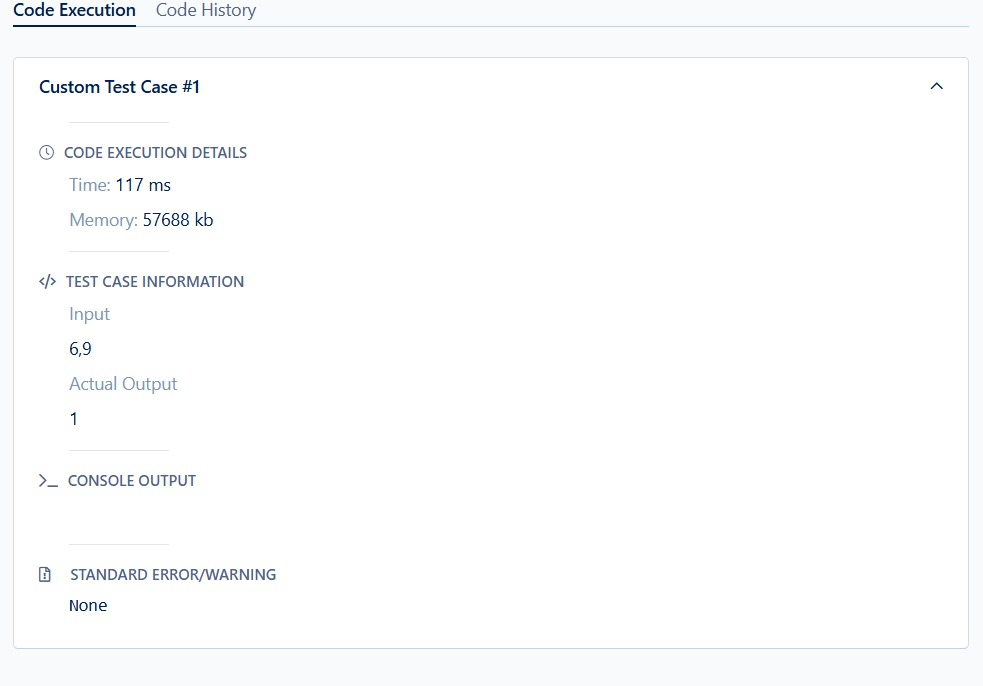 Code Execution Code History
Custom Test Case #1
CODE EXECUTION DETAILS
Time: 117 ms
Memory: 57688 kb
</> TEST CASE INFORMATION
Input
6,9
Actual Output
1
>_ CONSOLE OUTPUT
STANDARD ERROR/WARNING
None